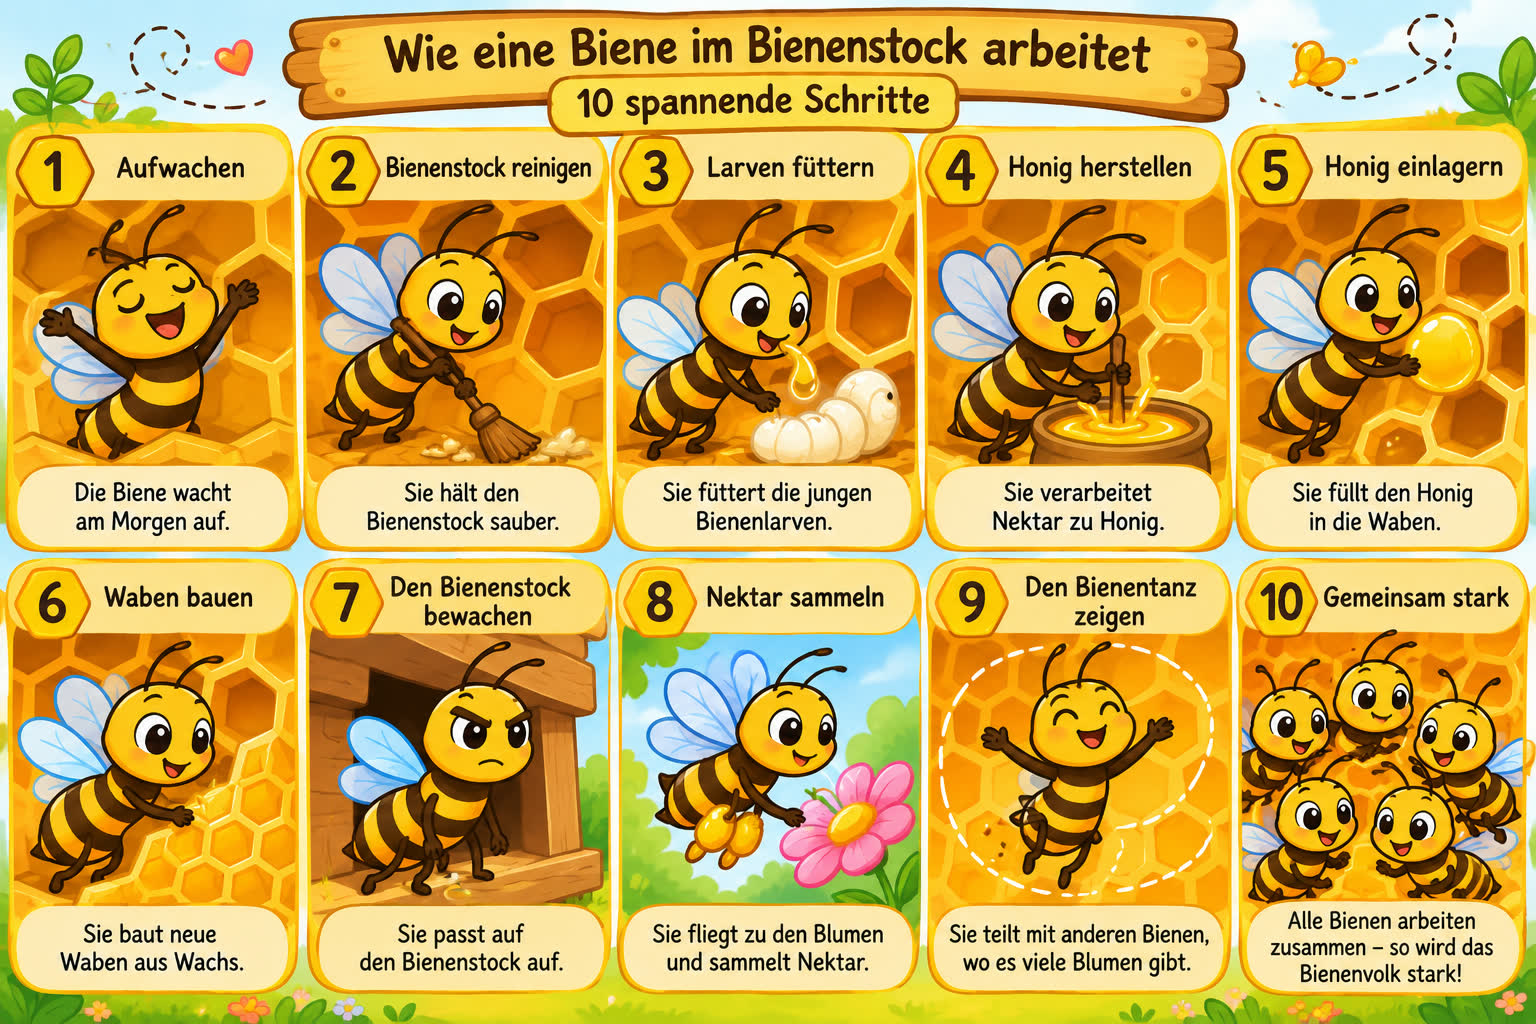 Wie eine Biene im Bienenstock arbeitet
10 spannende Schritte
1 Aufwachen
Die Biene wacht
am Morgen auf.
2 Bienenstock reinigen
Sie hält den
Bienenstock sauber.
3 Larven füttern
Sie füttert die jungen
Bienenlarven.
4 Honig herstellen
Sie verarbeitet
Nektar zu Honig.
5 Honig einlagern
Sie füllt den Honig
in die Waben.
6 Waben bauen
Sie baut neue
Waben aus Wachs.
7 Den Bienenstock
bewachen
Sie passt auf
den Bienenstock auf.
8 Nektar sammeln
Sie fliegt zu den Blumen
und sammelt Nektar.
9 Den Bienentanz
zeigen
Sie teilt mit anderen Bienen,
wo es viele Blumen gibt.
10 Gemeinsam stark
Alle Bienen arbeiten
zusammen – so wird das
Bienenvolk stark!